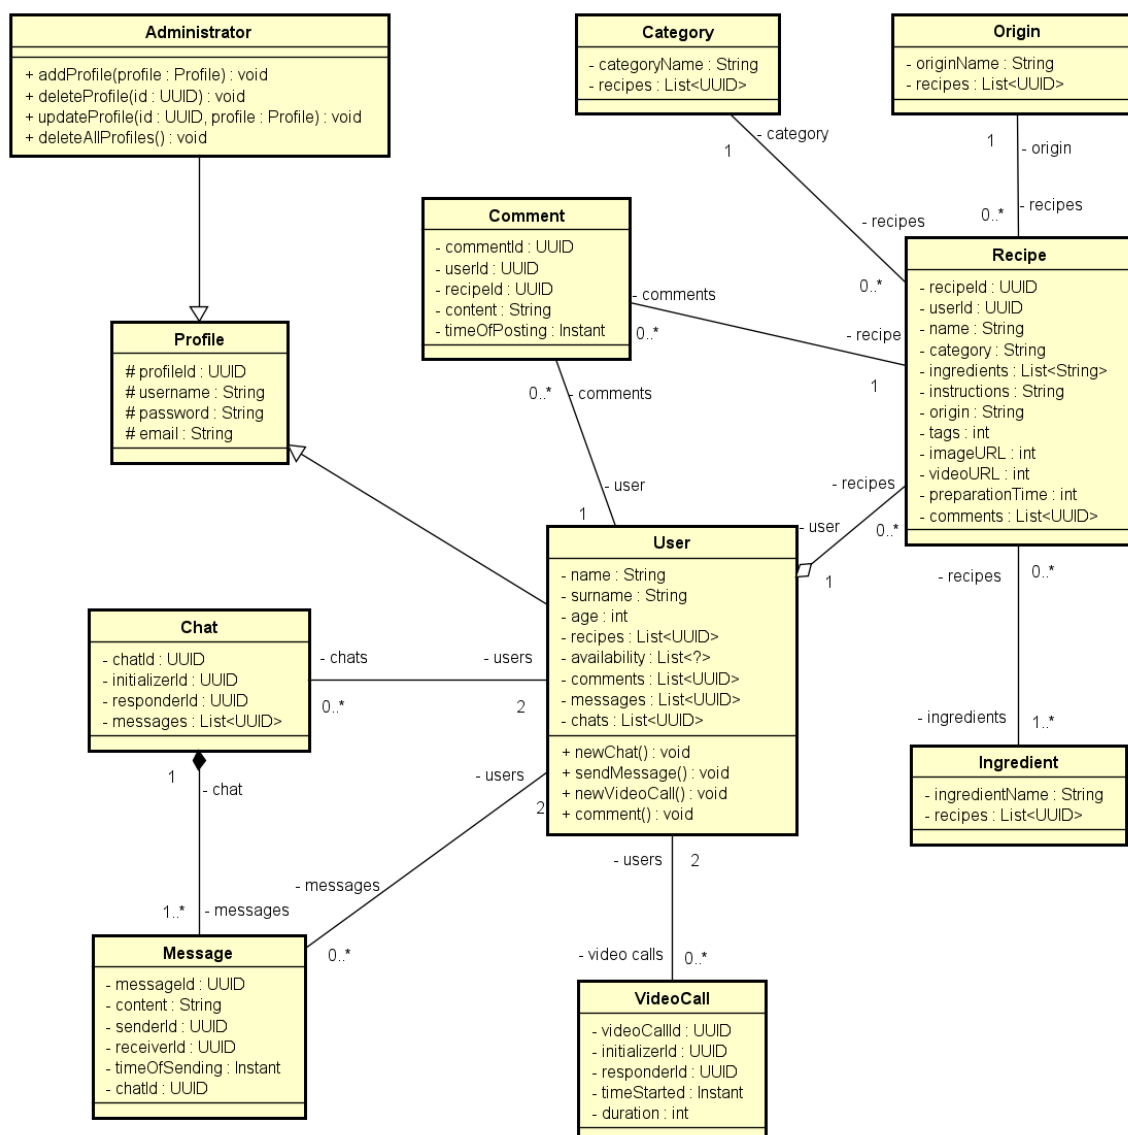 Administrator
+ addProfile(profile : Profile) : void
+ deleteProfile(id : UUID) : void
+ updateProfile(id : UUID, profile : Profile) : void
+ deleteAllProfiles() : void
Category
- categoryName : String
- recipes : List<UUID>
Origin
- originName : String
- recipes : List<UUID>
- category
1
- recipes
0..*
1
- origin
- recipes
0..*
Comment
- commentId : UUID
- userId : UUID
- recipeId : UUID
- content : String
- timeOfPosting : Instant
- comments
0..*
- recipe
1
Recipe
- recipeId : UUID
- userId : UUID
- name : String
- category : String
- ingredients : List<String>
- instructions : String
- origin : String
- tags : int
- imageURL : int
- videoURL : int
- preparationTime : int
- comments : List<UUID>
Profile
# profileId : UUID
# username : String
# password : String
# email : String
0..*
- comments
- user
1
- recipes
0..*
- user
1
User
- name : String
- surname : String
- age : int
- recipes : List<UUID>
- availability : List<?>
- comments : List<UUID>
- messages : List<UUID>
- chats : List<UUID>
+ newChat() : void
+ sendMessage() : void
+ newVideoCall() : void
+ comment() : void
- recipes
0..*
- ingredients
1..*
Ingredient
- ingredientName : String
- recipes : List<UUID>
Chat
- chatId : UUID
- initializerId : UUID
- responderId : UUID
- messages : List<UUID>
- chats
0..*
- users
2
1
- chat
1..*
- messages
- users
2
- messages
0..*
- users
2
- video calls
0..*
Message
- messageId : UUID
- content : String
- senderId : UUID
- receiverId : UUID
- timeOfSending : Instant
- chatId : UUID
VideoCall
- videoCallId : UUID
- initializerId : UUID
- responderId : UUID
- timeStarted : Instant
- duration : int